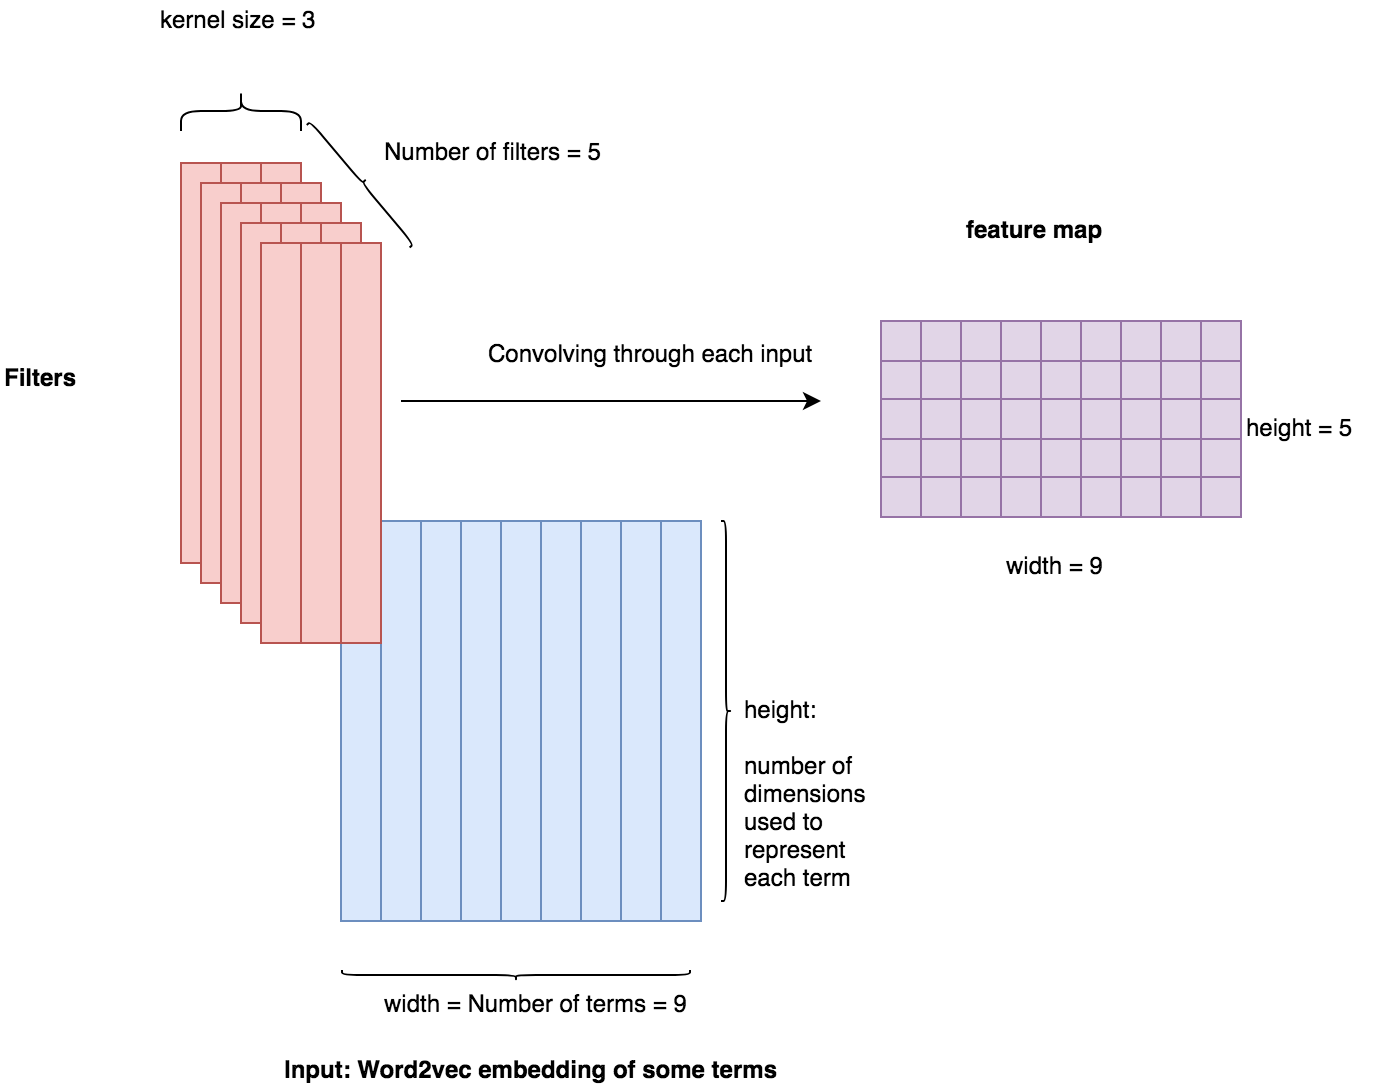 kernel size = 3
Number of filters = 5
feature map
Convolving through each input
Filters
height = 5
width = 9
height:
number of
dimensions
used to
represent
each term
width = Number of terms = 9
Input: Word2vec embedding of some terms